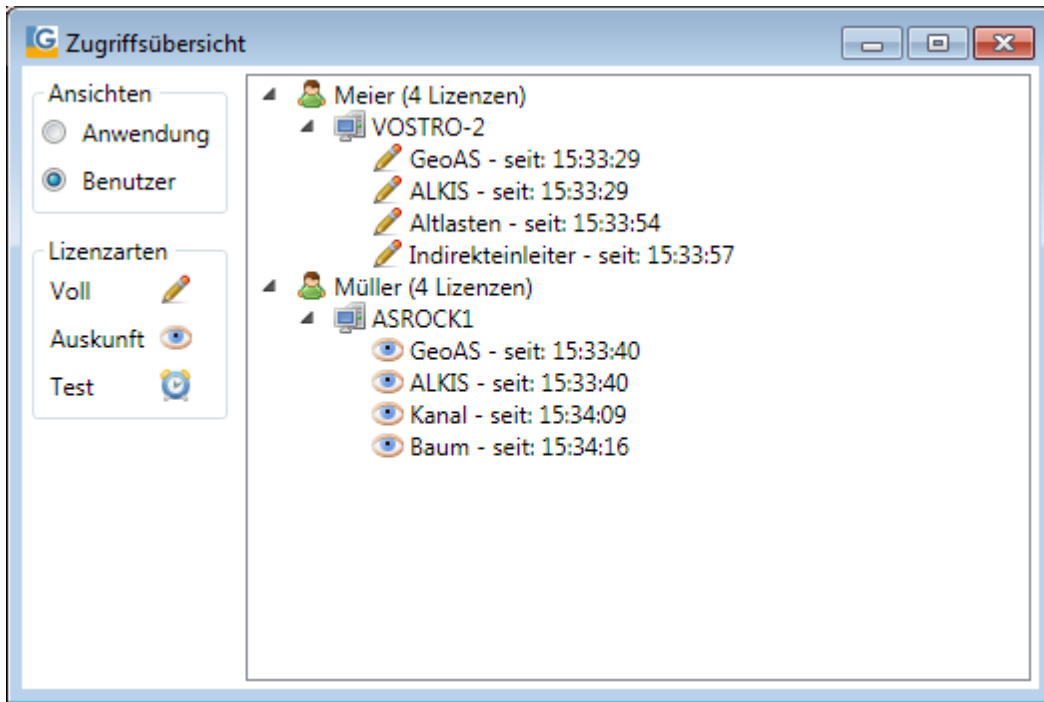 Zugriffsübersicht
Ansichten
Anwendung
Benutzer
Lizenzarten
Voll
Auskunft
Test
Meier (4 Lizenzen)
VOSTRO-2
GeoAS - seit: 15:33:29
ALKIS - seit: 15:33:29
Altlasten - seit: 15:33:54
Indirekteinleiter - seit: 15:33:57
Müller (4 Lizenzen)
ASROCK1
GeoAS - seit: 15:33:40
ALKIS - seit: 15:33:40
Kanal - seit: 15:34:09
Baum - seit: 15:34:16